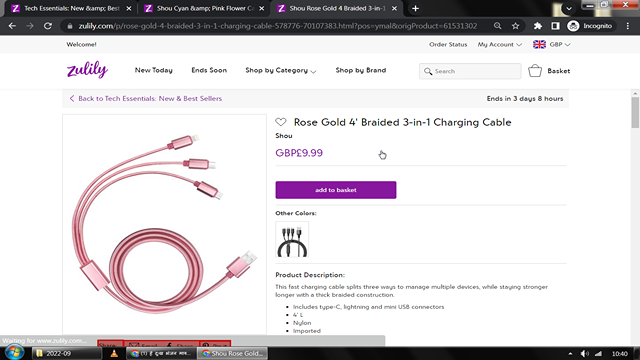 Tech Essentials: New &amp; Best
Shou Cyan &amp; Pink Flower C
Shou Rose Gold 4' Braided 3-in-1
zulily.com/p/rose-gold-4-braided-3-in-1-charging-cable-578776-70107383.html?pos=ymal&origProduct=61531302
Incognito
Welcome!
Order Status
My Account
GBP
zulily
New Today
Ends Soon
Shop by Category
Shop by Brand
Search
Basket
Back to Tech Essentials: New & Best Sellers
Ends in 3 days 8 hours
Rose Gold 4' Braided 3-in-1 Charging Cable
Shou
GBP£9.99
add to basket
Other Colors:
Product Description:
This fast charging cable splits three ways to manage multiple devices, while staying stronger
longer with a thick braided construction.
Includes type-C, lightning and mini USB connectors
4' L
Nylon
Imported
Waiting for www.zulily.com...
2022-09
Shou Rose Gold...
10:40